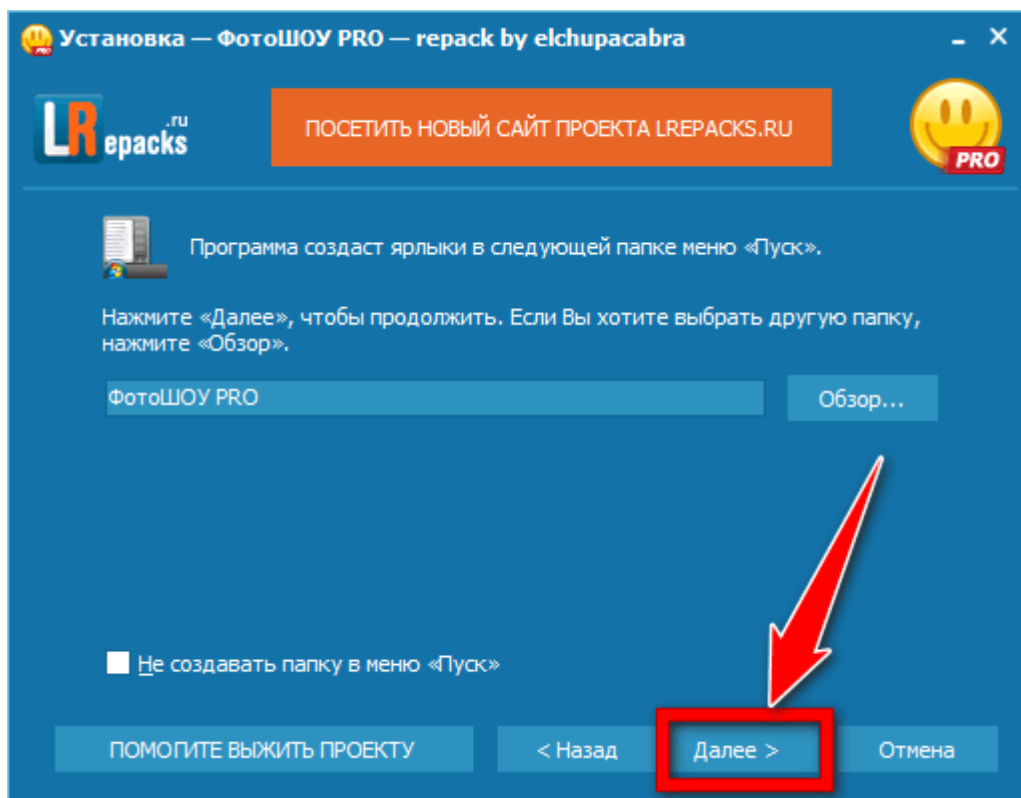 Установка — ФотоШОУ PRO — repack by elchupacabra
LRepacks.ru
ПОСЕТИТЬ НОВЫЙ САЙТ ПРОЕКТА LREPACKS.RU
PRO
Программа создаст ярлыки в следующей папке меню «Пуск».
Нажмите «Далее», чтобы продолжить. Если Вы хотите выбрать другую папку,
нажмите «Обзор».
ФотоШОУ PRO
Обзор...
Не создавать папку в меню «Пуск»
ПОМОГИТЕ ВЫЖИТЬ ПРОЕКТУ
< Назад
Далее >
Отмена